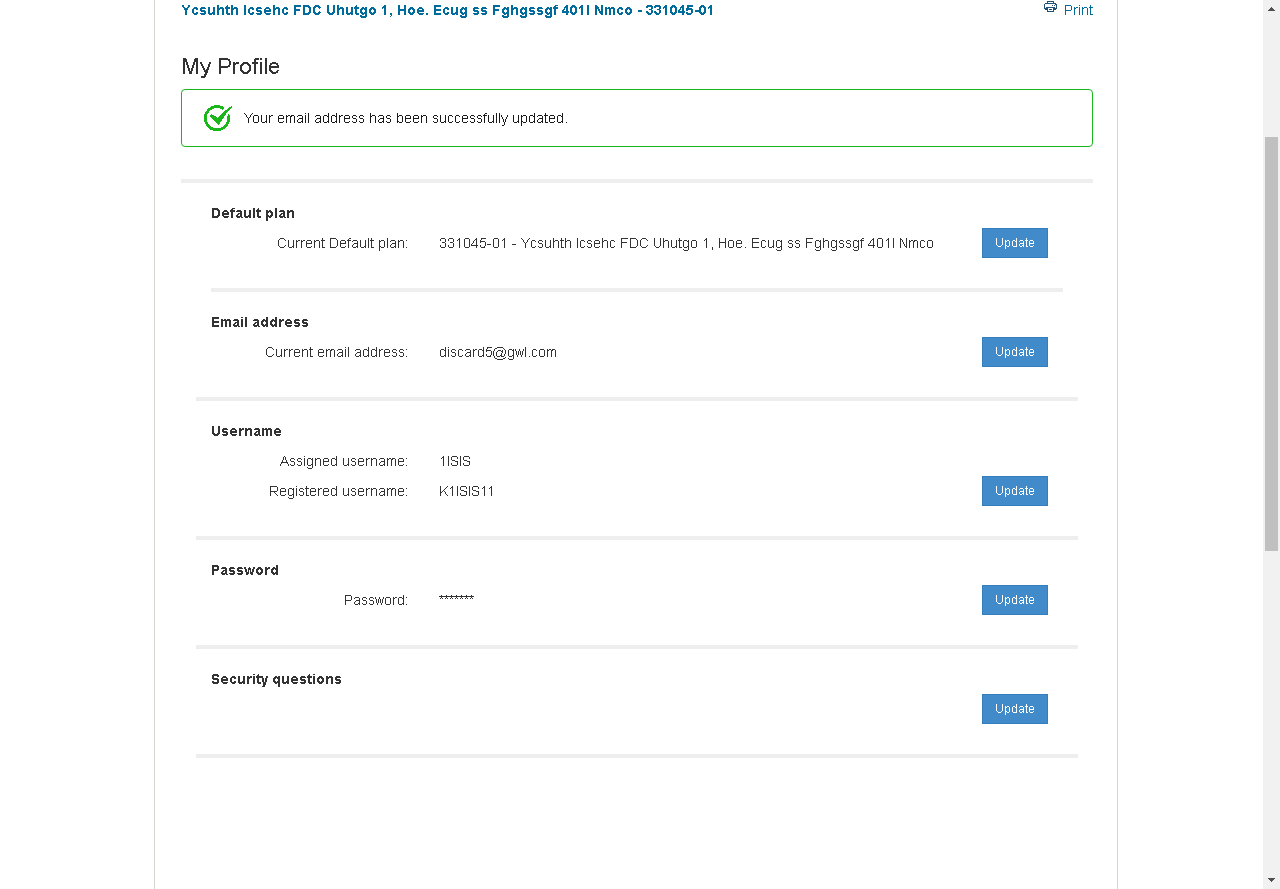 Ycsuhth Icsehc FDC Uhutgo 1, Hoe. Ecug ss Fghgssgf 401I Nmco - 331045-01
Print
My Profile
Your email address has been successfully updated.
Default plan
Current Default plan: 331045-01 - Ycsuhth Icsehc FDC Uhutgo 1, Hoe. Ecug ss Fghgssgf 401I Nmco Update
Email address
Current email address: discard5@gwl.com Update
Username
Assigned username: 1ISIS
Registered username: K1ISIS11 Update
Password
Password: ******* Update
Security questions
Update